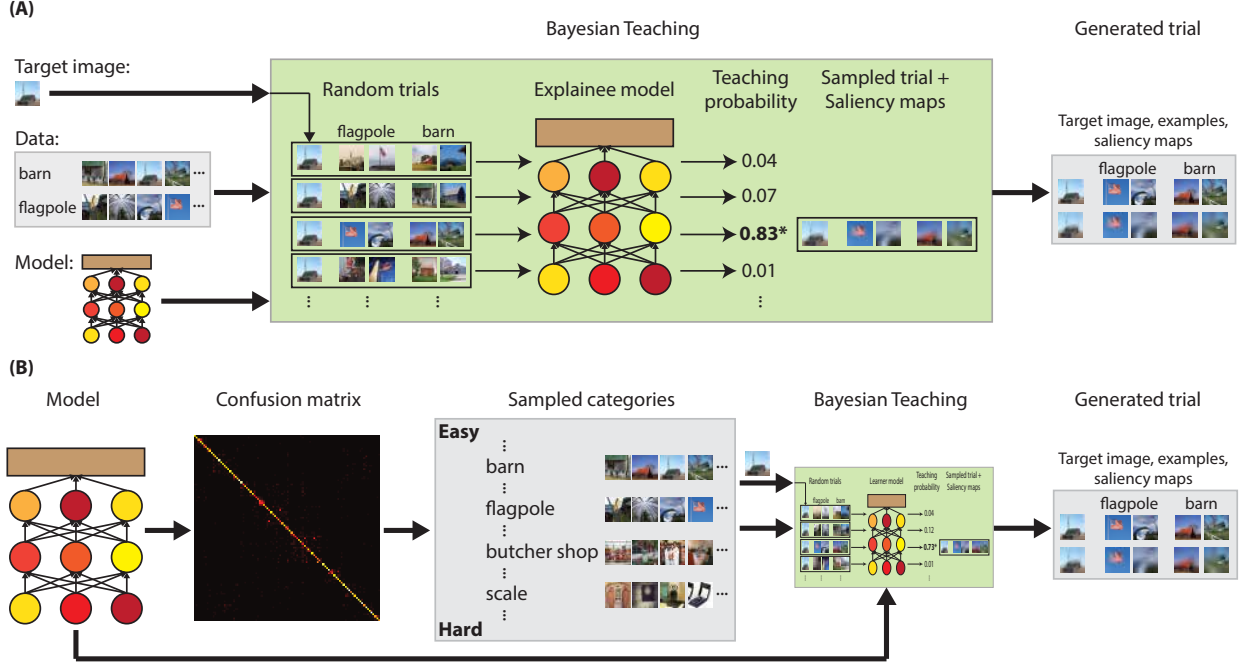 (A)
Bayesian Teaching
Generated trial
Target image:
Random trials
Explainee model
Teaching
probability
Sampled trial +
Saliency maps
flagpole
barn
Target image, examples,
saliency maps
flagpole
barn
Data:
barn
...
flagpole
...
0.04
0.07
0.83*
0.01
Model:
(B)
Model
Confusion matrix
Sampled categories
Bayesian Teaching
Generated trial
Easy
barn
...
flagpole
...
butcher shop
...
scale
...
Hard
Random trials
Learner model
Teaching
probability
Sampled trial +
Saliency maps
flagpole
barn
0.04
0.12
0.73*
0.01
Target image, examples,
saliency maps
flagpole
barn